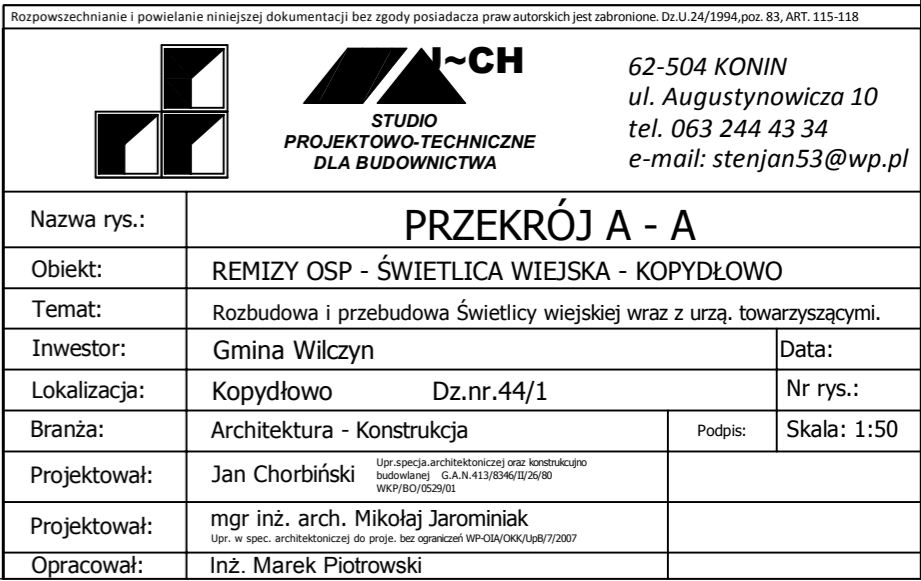 Rozpowszechnianie i powielanie niniejszej dokumentacji bez zgody posiadacza praw autorskich jest zabronione. Dz.U.24/1994,poz. 83, ART. 115-118
~CH
STUDIO
PROJEKTOWO-TECHNICZNE
DLA BUDOWNICTWA
62-504 KONIN
ul. Augustynowicza 10
tel. 063 244 43 34
e-mail: stenjan53@wp.pl
Nazwa rys.: PRZEKRÓJ A - A
Obiekt: REMIZY OSP - ŚWIETLICA WIEJSKA - KOPYDŁOWO
Temat: Rozbudowa i przebudowa Świetlicy wiejskiej wraz z urzą. towarzyszącymi.
Inwestor: Gmina Wilczyn Data:
Lokalizacja: Kopydłowo Dz.nr.44/1 Nr rys.:
Branża: Architektura - Konstrukcja Podpis: Skala: 1:50
Projektował: Jan Chorbiński
Upr.specja.architektoniczej oraz konstrukcujno
budowlanej G.A.N.413/8346/II/26/80
WKP/BO/0529/01
Projektował: mgr inż. arch. Mikołaj Jarominiak
Upr. w spec. architektoniczej do proje. bez ograniczeń WP-OIA/OKK/UpB/7/2007
Opracował: Inż. Marek Piotrowski